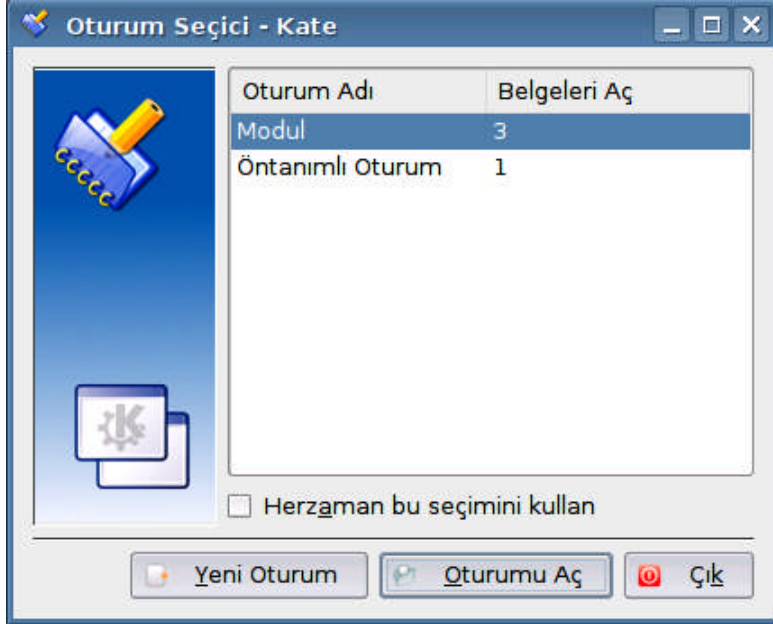 Oturum Seçici - Kate
Oturum Adı Belgeleri Aç
Modul 3
Öntanımlı Oturum 1
Herzaman bu seçimini kullan
Yeni Oturum Oturumu Aç Çık